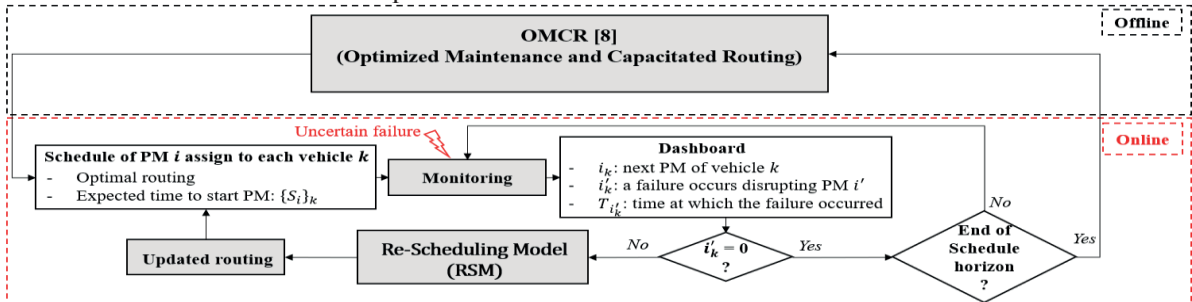 Offline
OMCR [8]
(Optimized Maintenance and Capacitated Routing)
Online
Uncertain failure
Schedule of PM i assign to each vehicle k
- Optimal routing
- Expected time to start PM: {S_i}_k
Monitoring
Dashboard
- i_k: next PM of vehicle k
- i'_k: a failure occurs disrupting PM i'
- T_{i'_k}: time at which the failure occurred
No
Updated routing
Re-Scheduling Model
(RSM)
No
i'_k = 0
?
Yes
End of
Schedule
horizon
?
Yes